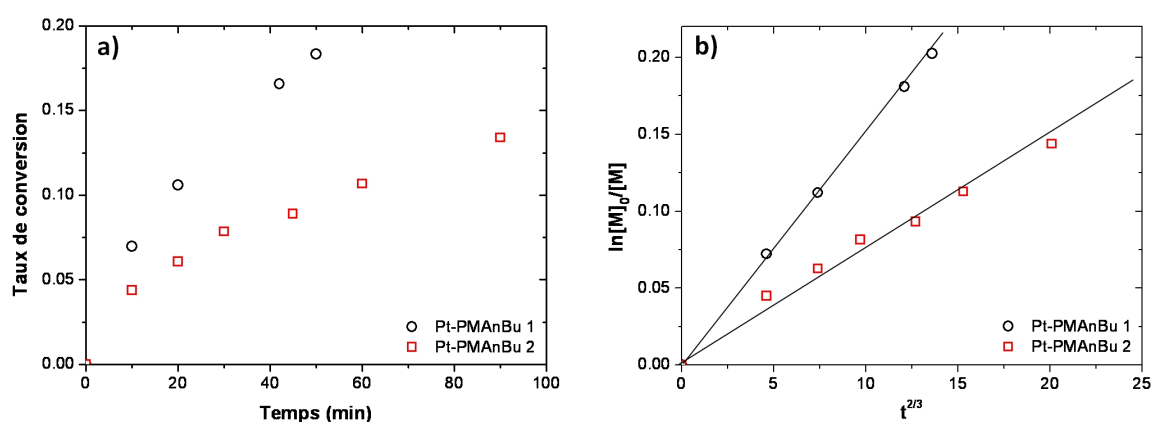 a)
Taux de conversion
0.20
0.15
0.10
0.05
0.00
0 20 40 60 80 100
Temps (min)
Pt-PMAnBu 1
Pt-PMAnBu 2
b)
ln[M]₀/[M]
0.20
0.15
0.10
0.05
0.00
0 5 10 15 20 25
t²ᐟ³
Pt-PMAnBu 1
Pt-PMAnBu 2